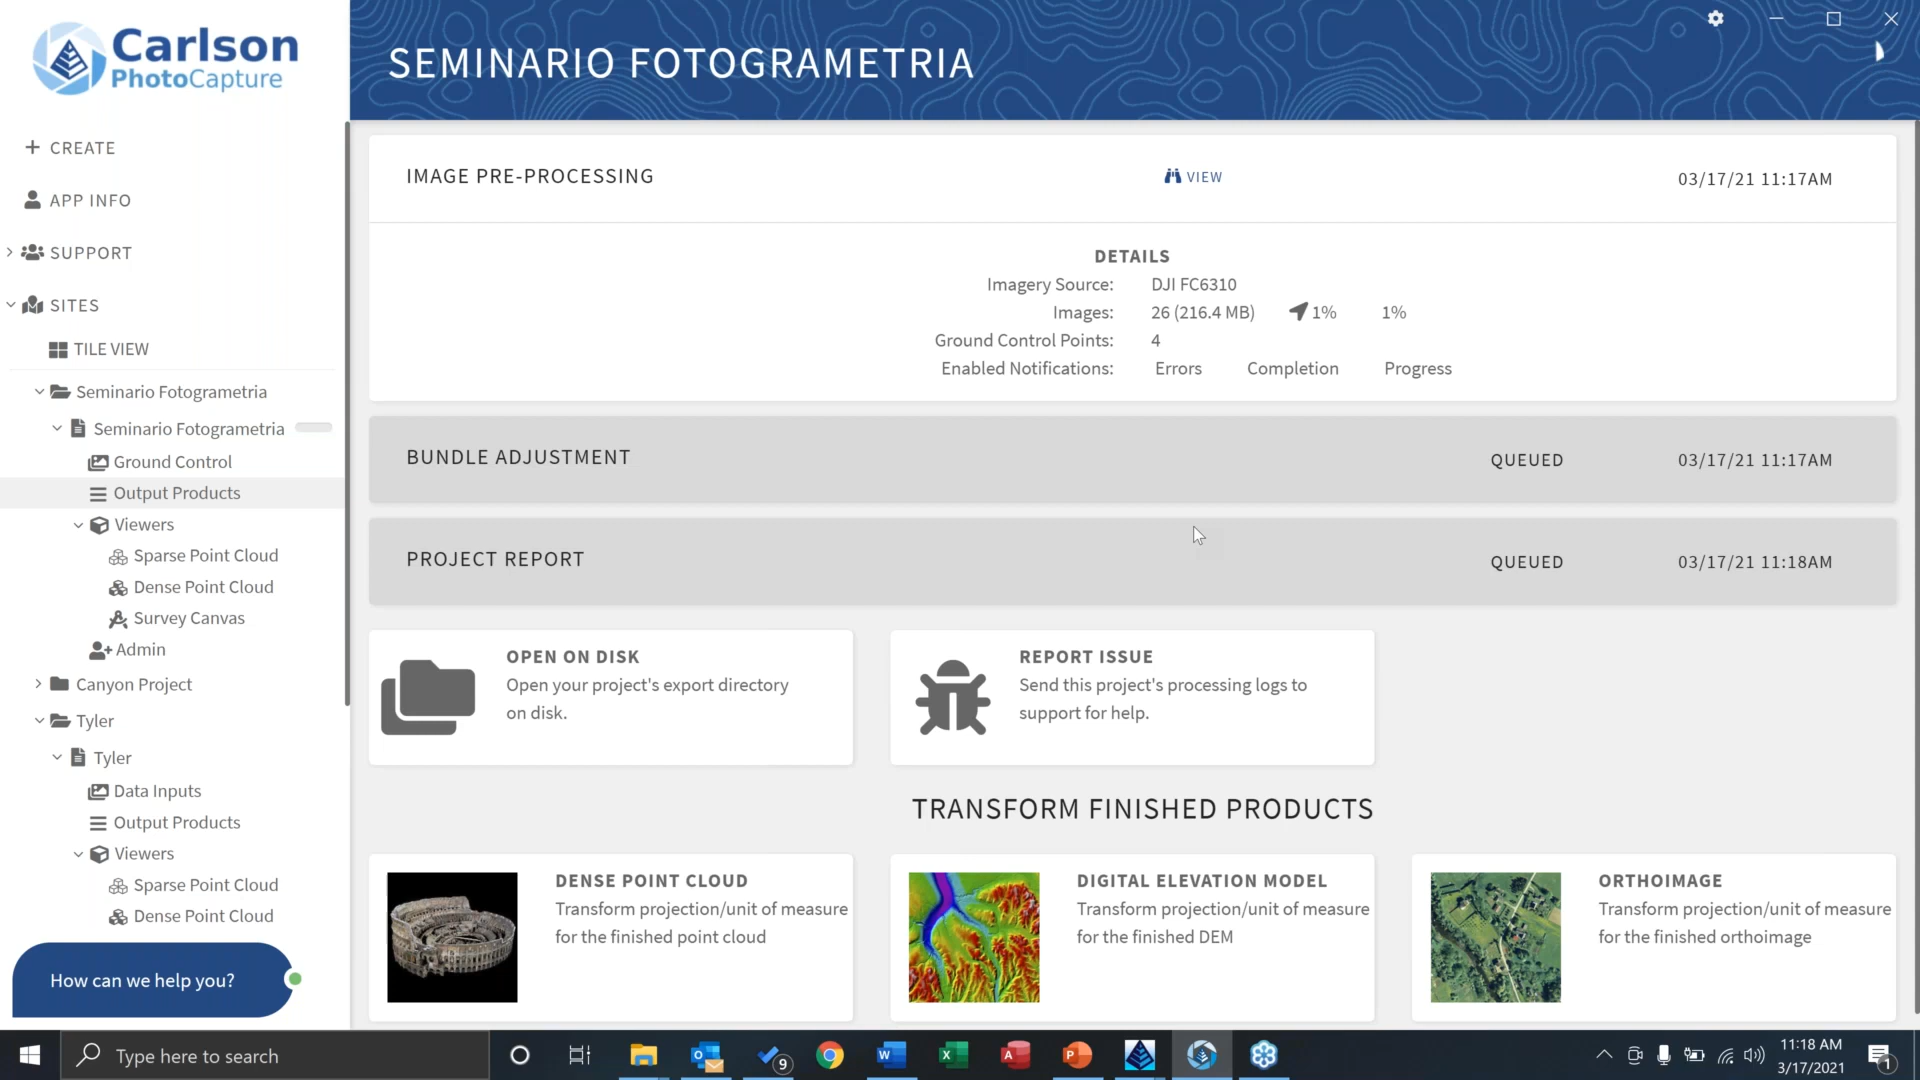 Carlson
PhotoCapture
SEMINARIO FOTOGRAMETRIA
CREATE
APP INFO
SUPPORT
SITES
TILE VIEW
Seminario Fotogrametria
Seminario Fotogrametria
Ground Control
Output Products
Viewers
Sparse Point Cloud
Dense Point Cloud
Survey Canvas
Admin
Canyon Project
Tyler
Tyler
Data Inputs
Output Products
Viewers
Sparse Point Cloud
Dense Point Cloud
How can we help you?
IMAGE PRE-PROCESSING VIEW 03/17/21 11:17AM
DETAILS
Imagery Source: DJI FC6310
Images: 26 (216.4 MB) 1% 1%
Ground Control Points: 4
Enabled Notifications: Errors Completion Progress
BUNDLE ADJUSTMENT QUEUED 03/17/21 11:17AM
PROJECT REPORT QUEUED 03/17/21 11:18AM
OPEN ON DISK
Open your project's export directory
on disk.
REPORT ISSUE
Send this project's processing logs to
support for help.
TRANSFORM FINISHED PRODUCTS
DENSE POINT CLOUD
Transform projection/unit of measure
for the finished point cloud
DIGITAL ELEVATION MODEL
Transform projection/unit of measure
for the finished DEM
ORTHOIMAGE
Transform projection/unit of measure
for the finished orthoimage
Type here to search
9
11:18 AM
3/17/2021
1